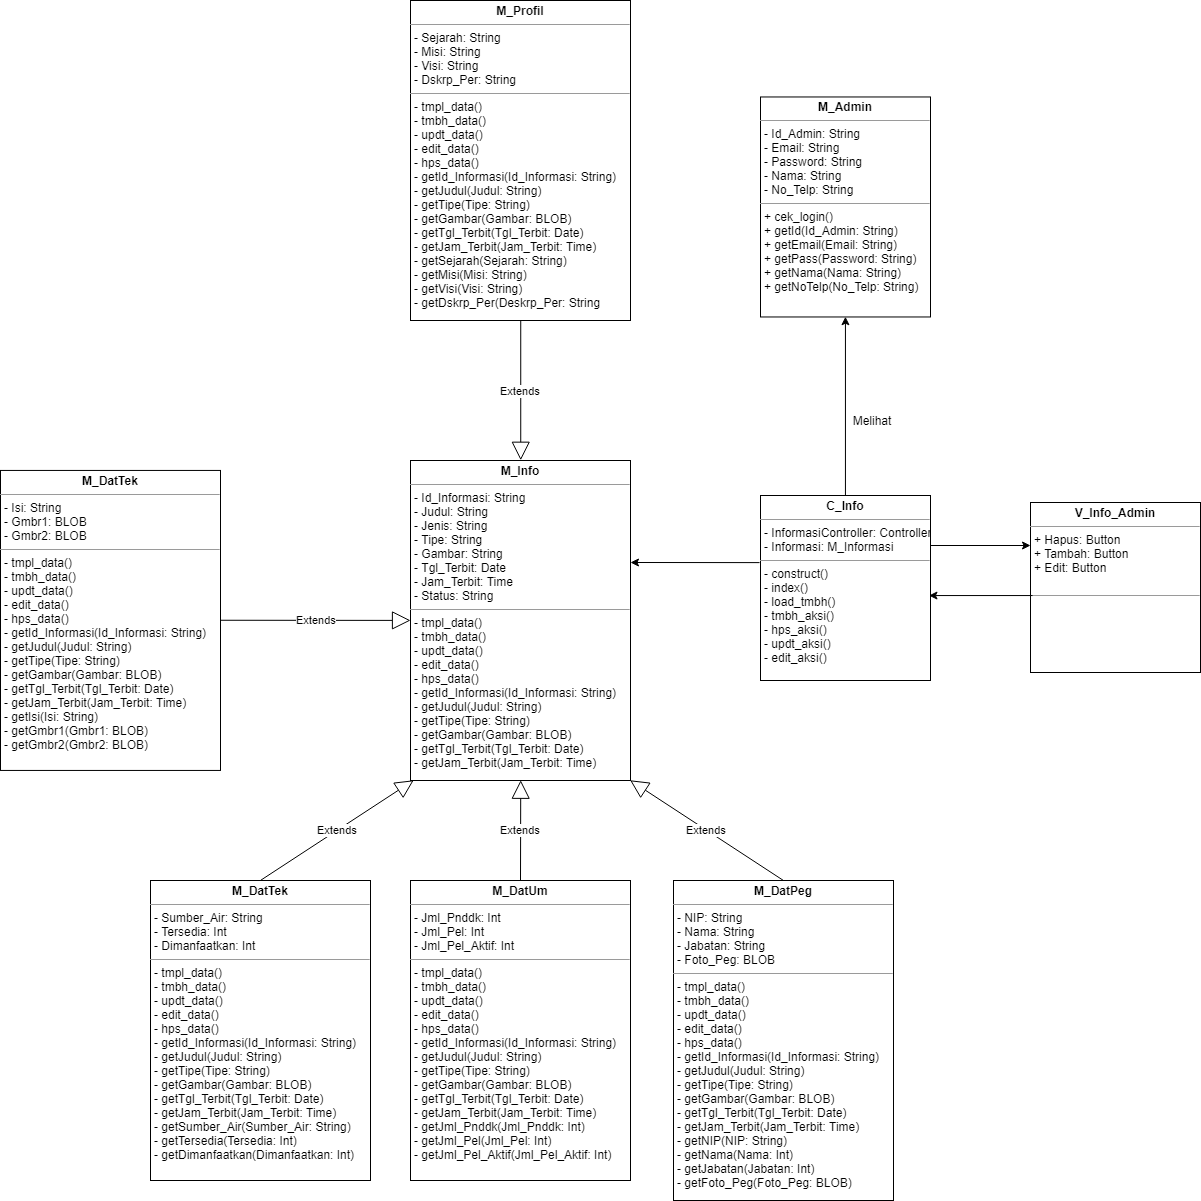 M_Profil
- Sejarah: String
- Misi: String
- Visi: String
- Dskrp_Per: String
- tmpl_data()
- tmbh_data()
- updt_data()
- edit_data()
- hps_data()
- getId_Informasi(Id_Informasi: String)
- getJudul(Judul: String)
- getTipe(Tipe: String)
- getGambar(Gambar: BLOB)
- getTgl_Terbit(Tgl_Terbit: Date)
- getJam_Terbit(Jam_Terbit: Time)
- getSejarah(Sejarah: String)
- getMisi(Misi: String)
- getVisi(Visi: String)
- getDskrp_Per(Deskrp_Per: String
M_Admin
- Id_Admin: String
- Email: String
- Password: String
- Nama: String
- No_Telp: String
+ cek_login()
+ getId(Id_Admin: String)
+ getEmail(Email: String)
+ getPass(Password: String)
+ getNama(Nama: String)
+ getNoTelp(No_Telp: String)
Extends
Melihat
M_DatTek
- Isi: String
- Gmbr1: BLOB
- Gmbr2: BLOB
- tmpl_data()
- tmbh_data()
- updt_data()
- edit_data()
- hps_data()
- getId_Informasi(Id_Informasi: String)
- getJudul(Judul: String)
- getTipe(Tipe: String)
- getGambar(Gambar: BLOB)
- getTgl_Terbit(Tgl_Terbit: Date)
- getJam_Terbit(Jam_Terbit: Time)
- getIsi(Isi: String)
- getGmbr1(Gmbr1: BLOB)
- getGmbr2(Gmbr2: BLOB)
Extends
M_Info
- Id_Informasi: String
- Judul: String
- Jenis: String
- Tipe: String
- Gambar: String
- Tgl_Terbit: Date
- Jam_Terbit: Time
- Status: String
- tmpl_data()
- tmbh_data()
- updt_data()
- edit_data()
- hps_data()
- getId_Informasi(Id_Informasi: String)
- getJudul(Judul: String)
- getTipe(Tipe: String)
- getGambar(Gambar: BLOB)
- getTgl_Terbit(Tgl_Terbit: Date)
- getJam_Terbit(Jam_Terbit: Time)
C_Info
- InformasiController: Controller
- Informasi: M_Informasi
- construct()
- index()
- load_tmbh()
- tmbh_aksi()
- hps_aksi()
- updt_aksi()
- edit_aksi()
V_Info_Admin
+ Hapus: Button
+ Tambah: Button
+ Edit: Button
Extends
Extends
Extends
M_DatTek
- Sumber_Air: String
- Tersedia: Int
- Dimanfaatkan: Int
- tmpl_data()
- tmbh_data()
- updt_data()
- edit_data()
- hps_data()
- getId_Informasi(Id_Informasi: String)
- getJudul(Judul: String)
- getTipe(Tipe: String)
- getGambar(Gambar: BLOB)
- getTgl_Terbit(Tgl_Terbit: Date)
- getJam_Terbit(Jam_Terbit: Time)
- getSumber_Air(Sumber_Air: String)
- getTersedia(Tersedia: Int)
- getDimanfaatkan(Dimanfaatkan: Int)
M_DatUm
- Jml_Pnddk: Int
- Jml_Pel: Int
- Jml_Pel_Aktif: Int
- tmpl_data()
- tmbh_data()
- updt_data()
- edit_data()
- hps_data()
- getId_Informasi(Id_Informasi: String)
- getJudul(Judul: String)
- getTipe(Tipe: String)
- getGambar(Gambar: BLOB)
- getTgl_Terbit(Tgl_Terbit: Date)
- getJam_Terbit(Jam_Terbit: Time)
- getJml_Pnddk(Jml_Pnddk: Int)
- getJml_Pel(Jml_Pel: Int)
- getJml_Pel_Aktif(Jml_Pel_Aktif: Int)
M_DatPeg
- NIP: String
- Nama: String
- Jabatan: String
- Foto_Peg: BLOB
- tmpl_data()
- tmbh_data()
- updt_data()
- edit_data()
- hps_data()
- getId_Informasi(Id_Informasi: String)
- getJudul(Judul: String)
- getTipe(Tipe: String)
- getGambar(Gambar: BLOB)
- getTgl_Terbit(Tgl_Terbit: Date)
- getJam_Terbit(Jam_Terbit: Time)
- getNIP(NIP: String)
- getNama(Nama: Int)
- getJabatan(Jabatan: Int)
- getFoto_Peg(Foto_Peg: BLOB)